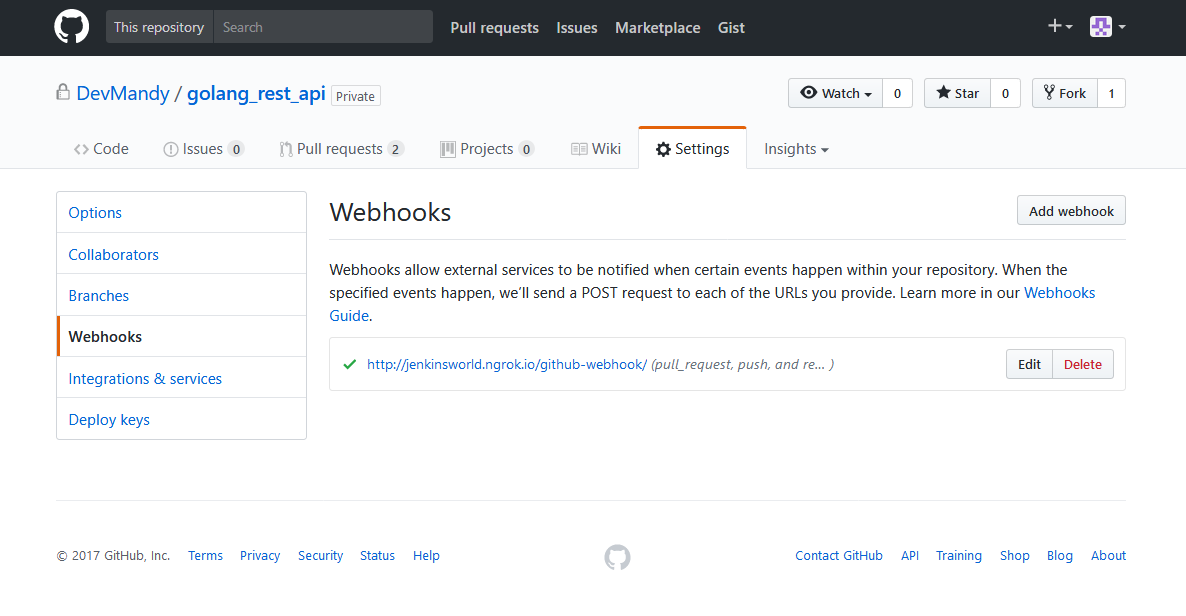 This repository Search Pull requests Issues Marketplace Gist
DevMandy / golang_rest_api Private Watch 0 Star 0 Fork 1
Code Issues 0 Pull requests 2 Projects 0 Wiki Settings Insights
Options
Collaborators
Branches
Webhooks
Integrations & services
Deploy keys
Webhooks Add webhook
Webhooks allow external services to be notified when certain events happen within your repository. When the
specified events happen, we’ll send a POST request to each of the URLs you provide. Learn more in our Webhooks
Guide.
http://jenkinsworld.ngrok.io/github-webhook/ (pull_request, push, and re… ) Edit Delete
© 2017 GitHub, Inc. Terms Privacy Security Status Help Contact GitHub API Training Shop Blog About